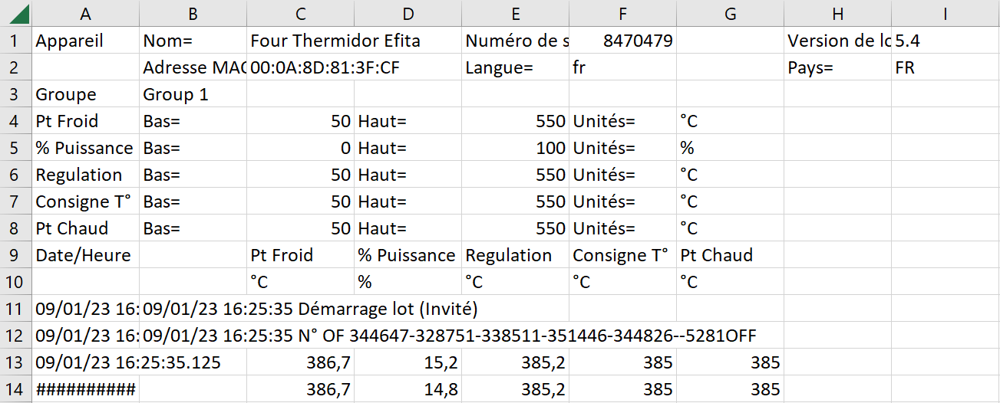 A B C D E F G H I
1 Appareil Nom= Four Thermidor Efita Numéro de s 8470479 Version de lo 5.4
2 Adresse MAC 00:0A:8D:81:3F:CF Langue= fr Pays= FR
3 Groupe Group 1
4 Pt Froid Bas= 50 Haut= 550 Unités= °C
5 % Puissance Bas= 0 Haut= 100 Unités= %
6 Regulation Bas= 50 Haut= 550 Unités= °C
7 Consigne T° Bas= 50 Haut= 550 Unités= °C
8 Pt Chaud Bas= 50 Haut= 550 Unités= °C
9 Date/Heure Pt Froid % Puissance Regulation Consigne T° Pt Chaud
10 °C % °C °C °C
11 09/01/23 16: 09/01/23 16:25:35 Démarrage lot (Invité)
12 09/01/23 16: 09/01/23 16:25:35 N° OF 344647-328751-338511-351446-344826--5281OFF
13 09/01/23 16:25:35.125 386,7 15,2 385,2 385 385
14 ########## 386,7 14,8 385,2 385 385